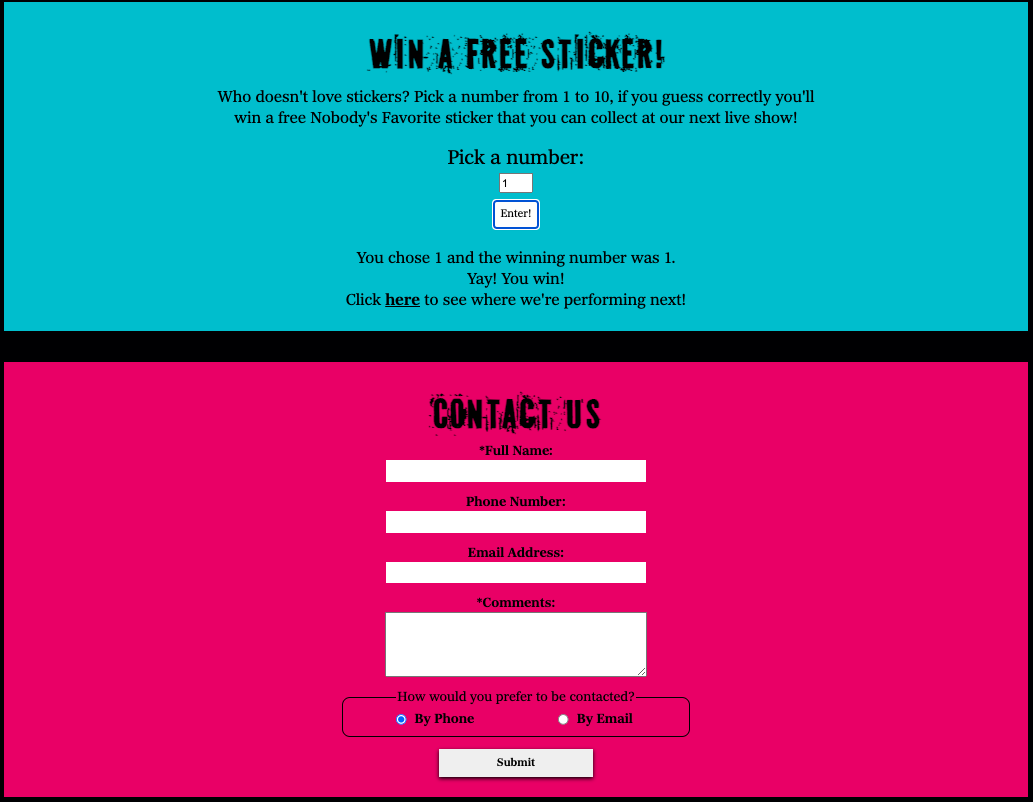 WIN A FREE STICKER!
Who doesn't love stickers? Pick a number from 1 to 10, if you guess correctly you'll
win a free Nobody's Favorite sticker that you can collect at our next live show!
Pick a number:
1
Enter!
You chose 1 and the winning number was 1.
Yay! You win!
Click here to see where we're performing next!
CONTACT US
*Full Name:
Phone Number:
Email Address:
*Comments:
How would you prefer to be contacted?
By Phone By Email
Submit